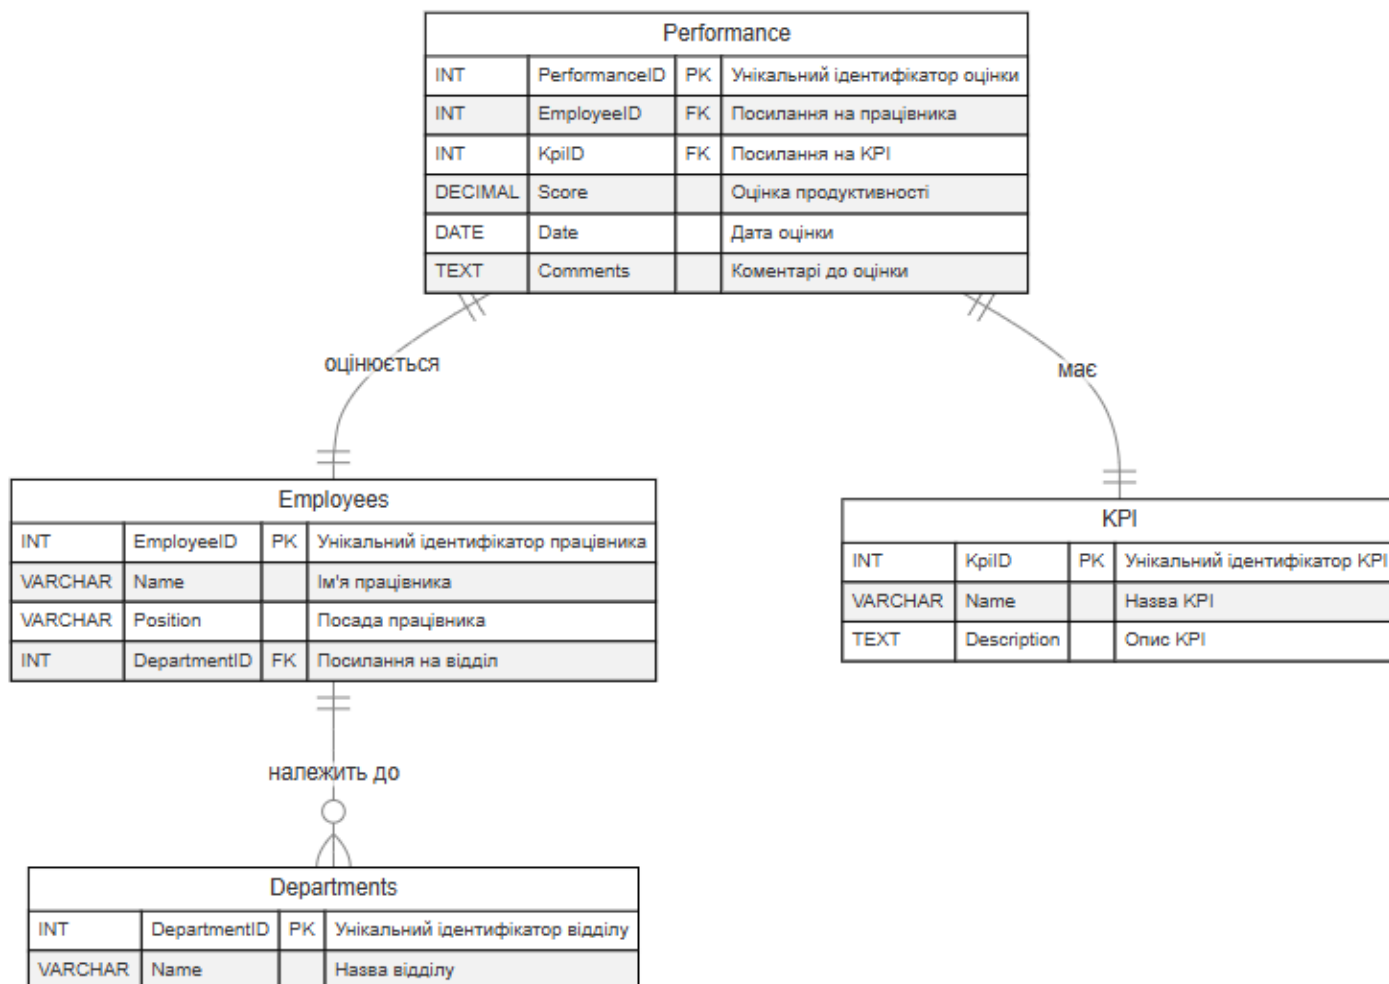 Performance
INT PerformanceID PK Унікальний ідентифікатор оцінки
INT EmployeeID FK Посилання на працівника
INT KpiID FK Посилання на KPI
DECIMAL Score Оцінка продуктивності
DATE Date Дата оцінки
TEXT Comments Коментарі до оцінки
оцінюється
має
Employees
INT EmployeeID PK Унікальний ідентифікатор працівника
VARCHAR Name Ім'я працівника
VARCHAR Position Посада працівника
INT DepartmentID FK Посилання на відділ
KPI
INT KpiID PK Унікальний ідентифікатор KPI
VARCHAR Name Назва KPI
TEXT Description Опис KPI
належить до
Departments
INT DepartmentID PK Унікальний ідентифікатор відділу
VARCHAR Name Назва відділу